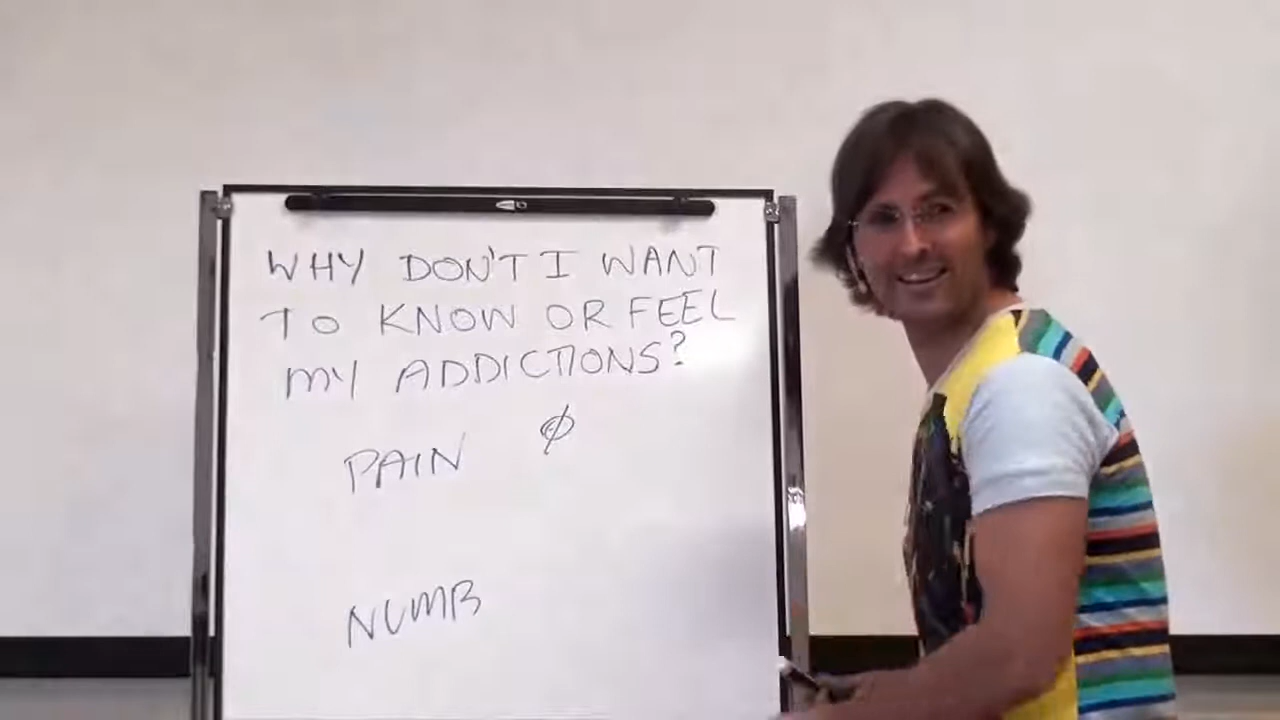 WHY DON'T I WANT
TO KNOW OR FEEL
MY ADDICTIONS?
PAIN Ø
NUMB